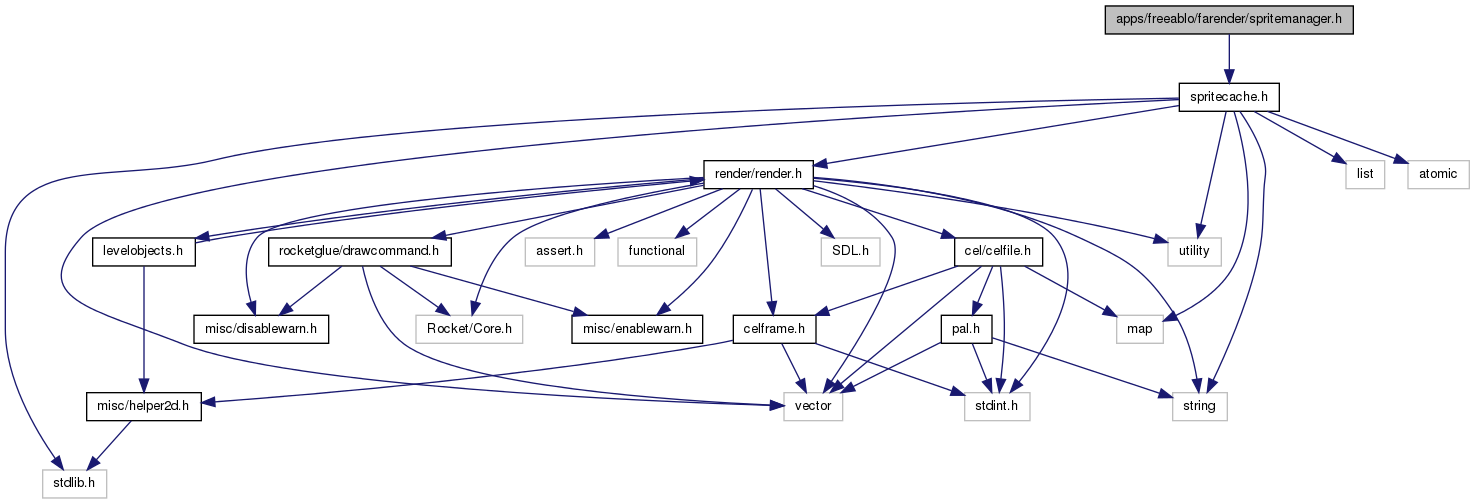 apps/freeablo/farender/spritemanager.h
spritecache.h
render/render.h
list
atomic
levelobjects.h
rocketglue/drawcommand.h
assert.h
functional
SDL.h
cel/celfile.h
utility
misc/disablewarn.h
Rocket/Core.h
misc/enablewarn.h
celframe.h
pal.h
map
misc/helper2d.h
vector
stdint.h
string
stdlib.h